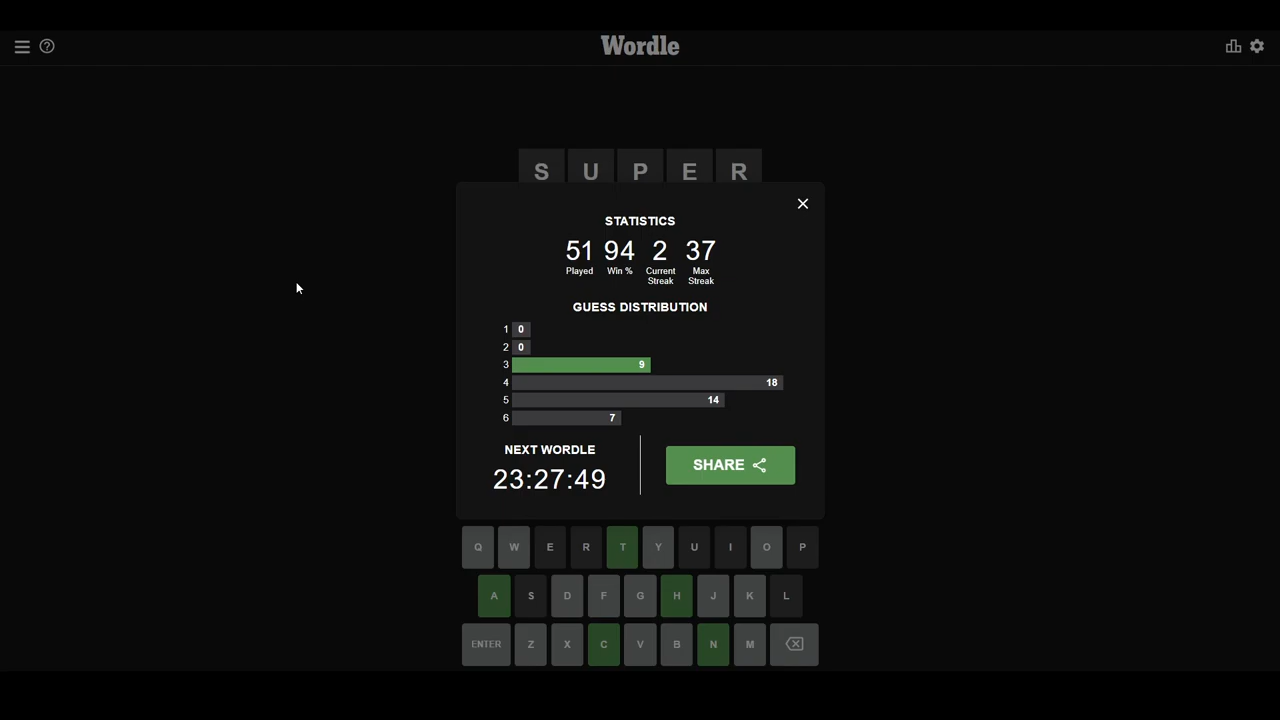 Wordle
S U P E R
STATISTICS
51 94 2 37
Played Win % Current Streak Max Streak
GUESS DISTRIBUTION
1 0
2 0
3 9
4 18
5 14
6 7
NEXT WORDLE
23:27:49
SHARE
Q W E R T Y U I O P
A S D F G H J K L
ENTER Z X C V B N M